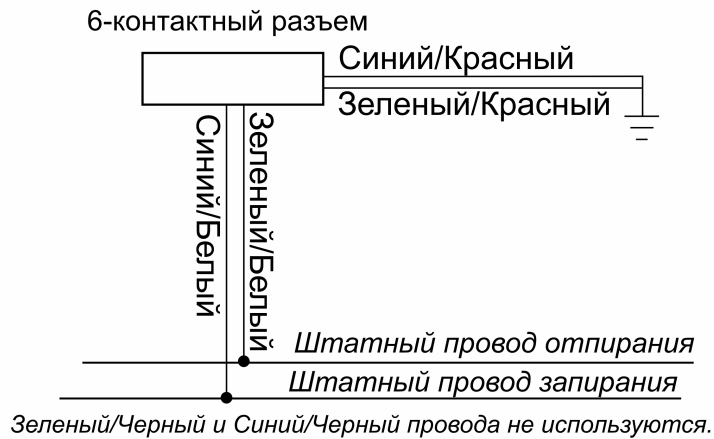 6-контактный разъем
Синий/Красный
Зеленый/Красный
Синий/Белый
Зеленый/Белый
Штатный провод отпирания
Штатный провод запирания
Зеленый/Черный и Синий/Черный провода не используются.